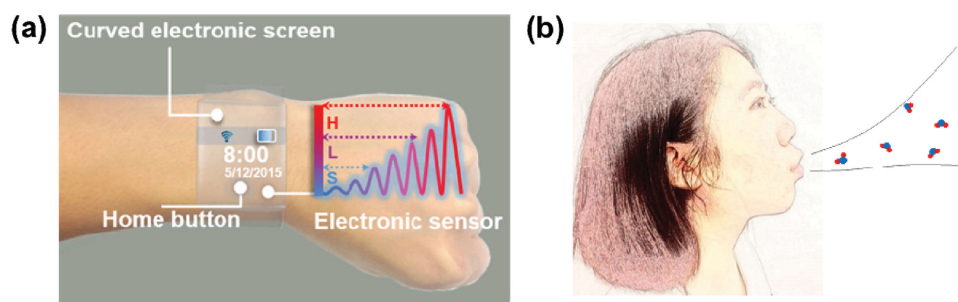 (a)
Curved electronic screen
8:00
5/12/2015
Home button
H
L
S
Electronic sensor
(b)